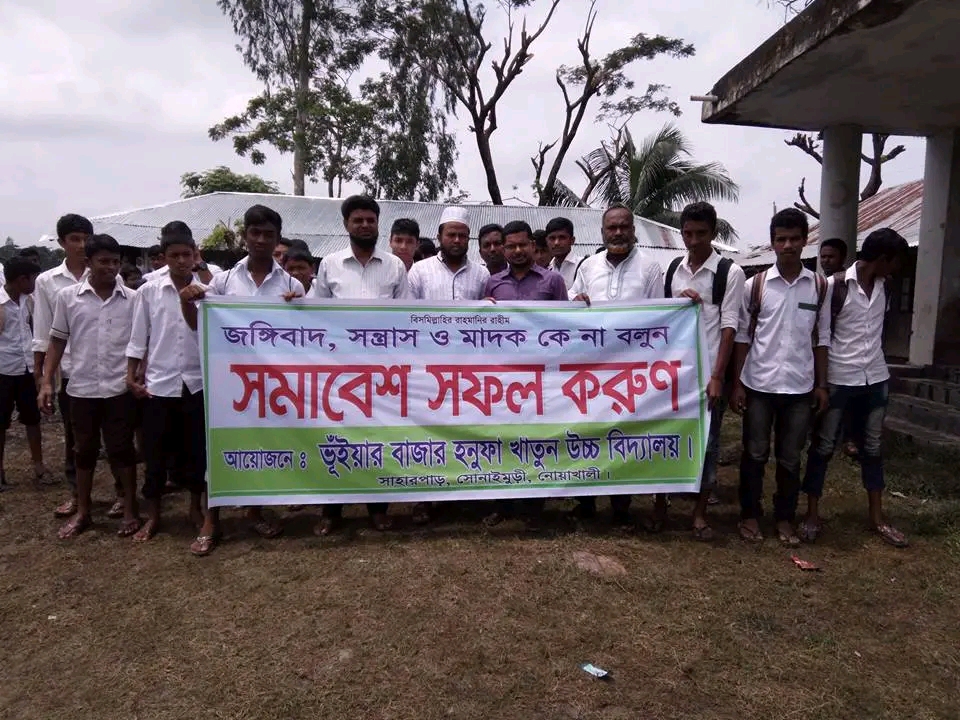 বিসমিল্লাহির রাহমানির রাহীম
জঙ্গিবাদ, সন্ত্রাস ও মাদক কে না বলুন
সমাবেশ সফল করুণ
আয়োজনে ঃ ভূঁইয়ার বাজার হনুফা খাতুন উচ্চ বিদ্যালয়।
সাহারপাড়, সোনাইমুড়ী, নোয়াখালী।